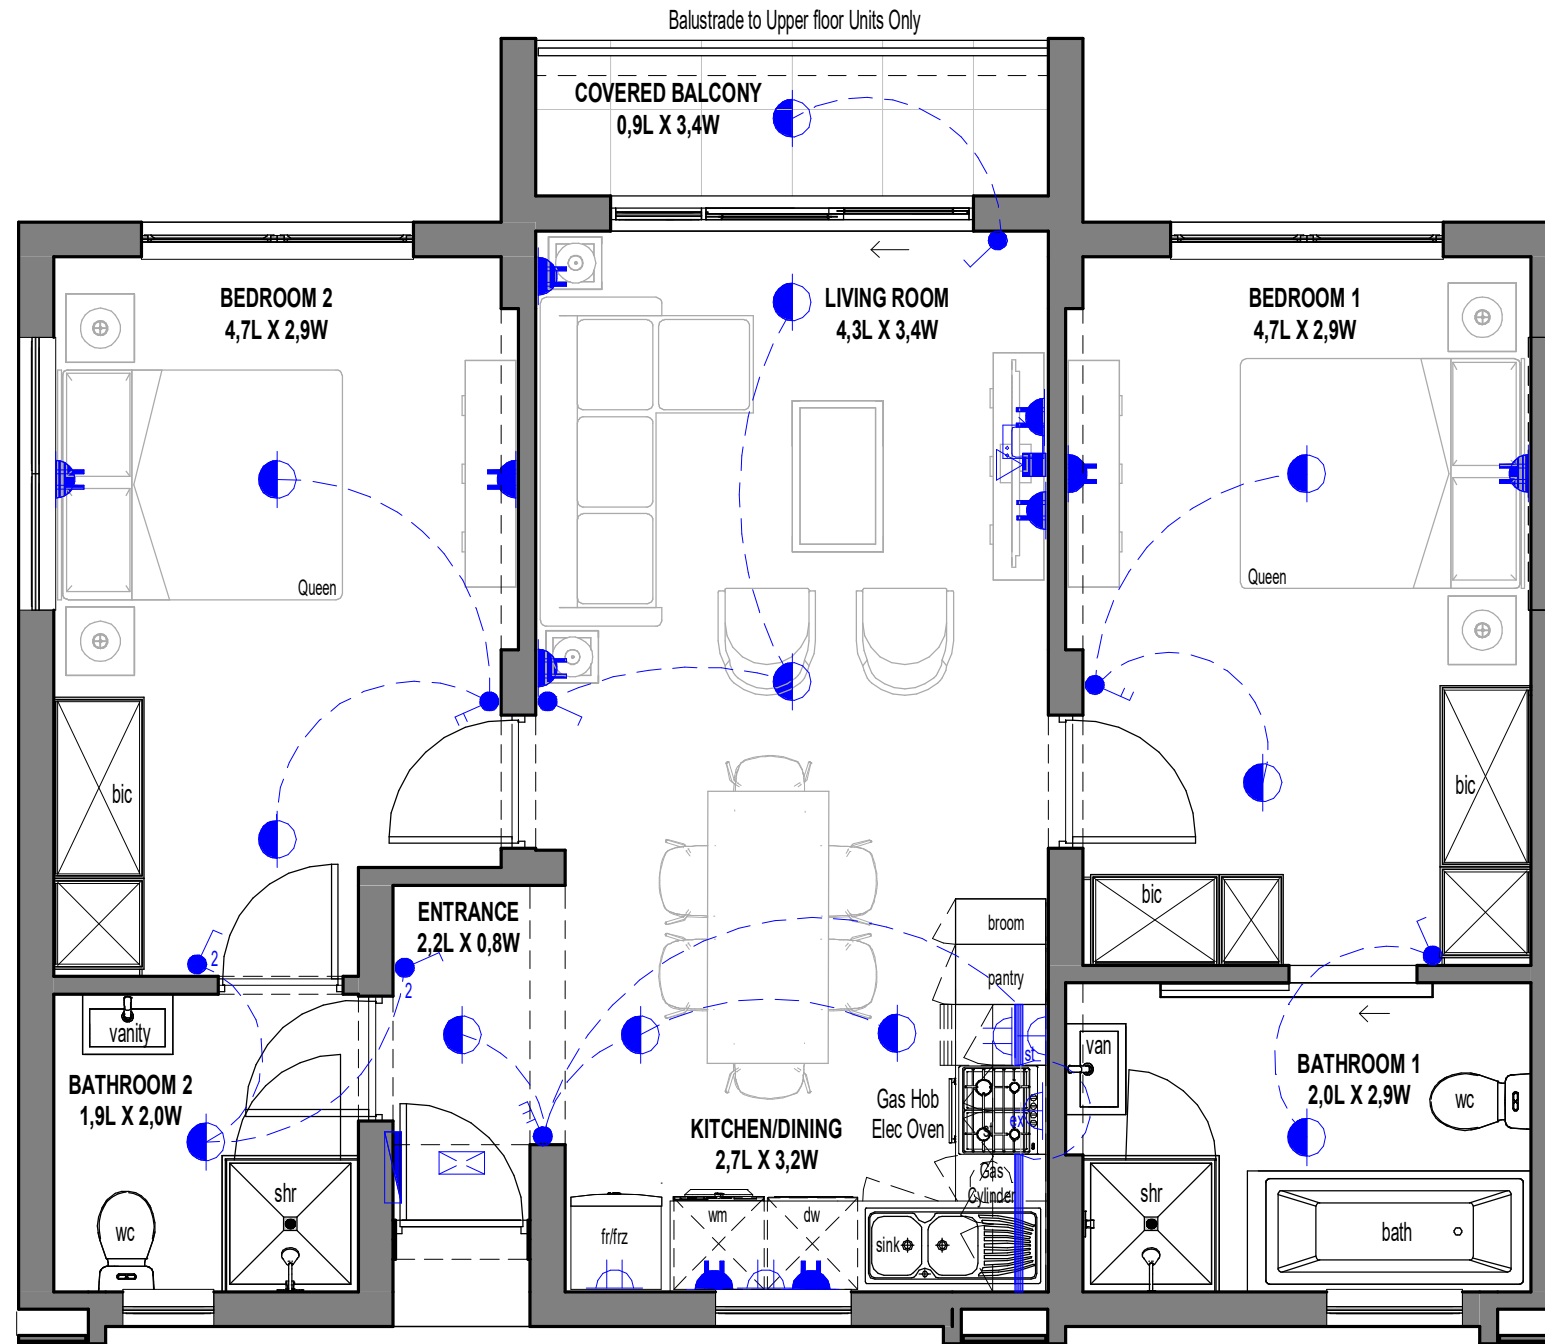 Balustrade to Upper floor Units Only
COVERED BALCONY
0,9L X 3,4W
BEDROOM 2
4,7L X 2,9W
LIVING ROOM
4,3L X 3,4W
BEDROOM 1
4,7L X 2,9W
Queen
Queen
bic
bic
bic
ENTRANCE
2,2L X 0,8W
broom
pantry
2
2
vanity
st
van
BATHROOM 2
1,9L X 2,0W
BATHROOM 1
2,0L X 2,9W
wc
Gas Hob
Elec Oven
ex
KITCHEN/DINING
2,7L X 3,2W
Gas
Cylinder
shr
shr
wc
fr/frz
wm
dw
sink
bath